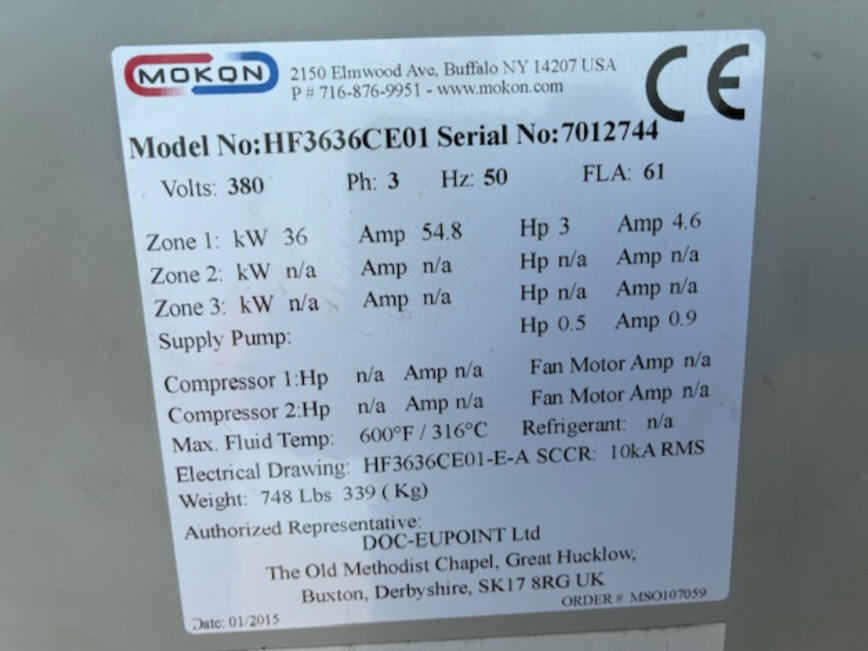 MOKON
2150 Elmwood Ave, Buffalo NY 14207 USA
P # 716-876-9951 - www.mokon.com
CE
Model No:HF3636CE01 Serial No:7012744
Volts: 380 Ph: 3 Hz: 50 FLA: 61
Zone 1: kW 36 Amp 54.8 Hp 3 Amp 4.6
Zone 2: kW n/a Amp n/a Hp n/a Amp n/a
Zone 3: kW n/a Amp n/a Hp n/a Amp n/a
Supply Pump: Hp 0.5 Amp 0.9
Compressor 1:Hp n/a Amp n/a Fan Motor Amp n/a
Compressor 2:Hp n/a Amp n/a Fan Motor Amp n/a
Max. Fluid Temp: 600°F / 316°C Refrigerant: n/a
Electrical Drawing: HF3636CE01-E-A SCCR: 10kA RMS
Weight: 748 Lbs 339 ( Kg)
Authorized Representative:
DOC-EUPOINT Ltd
The Old Methodist Chapel, Great Hucklow,
Buxton, Derbyshire, SK17 8RG UK
Date: 01/2015 ORDER # MSO107059